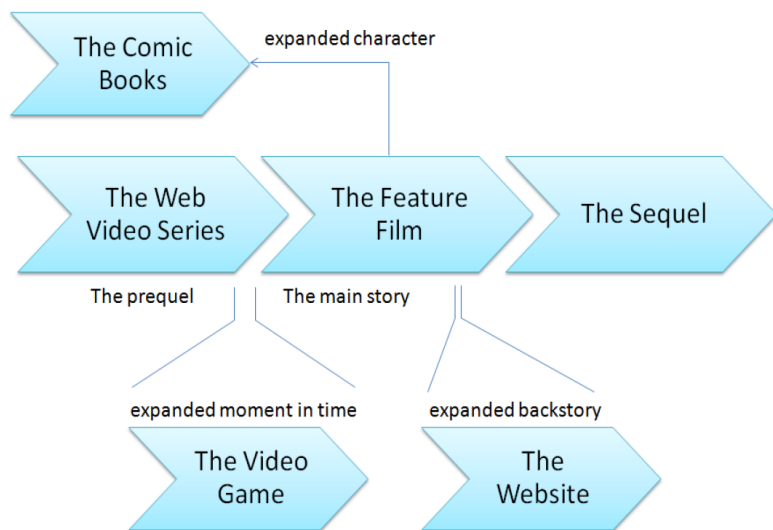 The Comic
Books
expanded character
The Web
Video Series
The Feature
Film
The Sequel
The prequel
The main story
expanded moment in time
expanded backstory
The Video
Game
The
Website